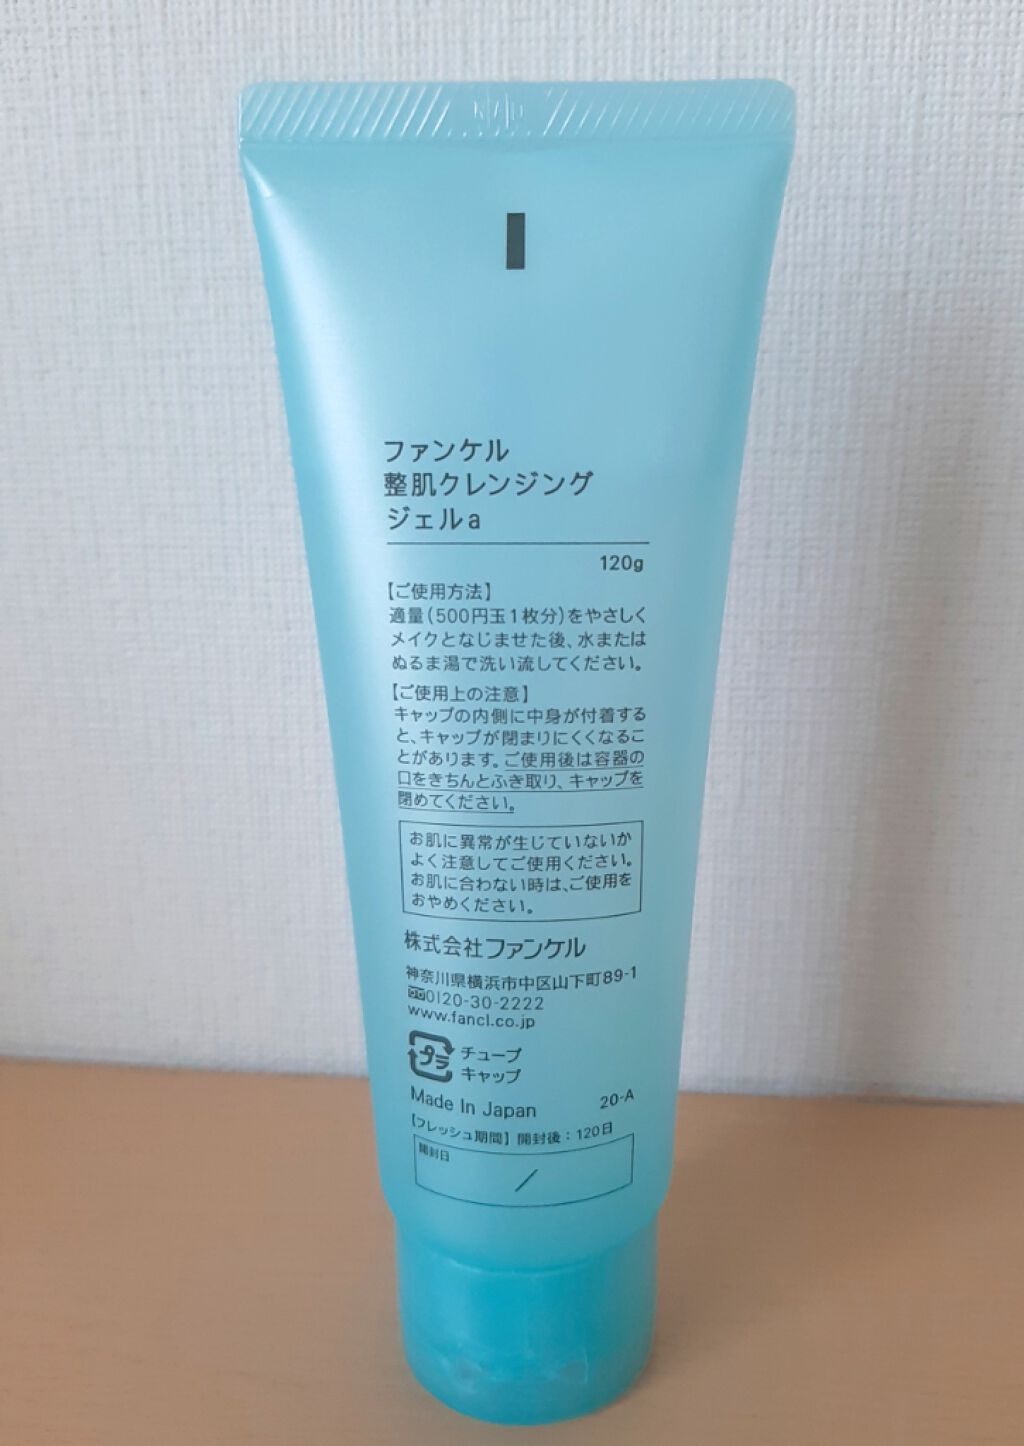 ファンケル
整肌クレンジング
ジェルa
120g
【ご使用方法】
適量(500円玉1枚分)をやさしく
メイクとなじませた後、水または
ぬるま湯で洗い流してください。
【ご使用上の注意】
キャップの内側に中身が付着する
と、キャップが閉まりにくくなるこ
とがあります。ご使用後は容器の
口をきちんとふき取り、キャップを
閉めてください。
お肌に異常が生じていないか
よく注意してご使用ください。
お肌に合わない時は、ご使用を
おやめください。
株式会社ファンケル
神奈川県横浜市中区山下町89-1
0120-30-2222
www.fancl.co.jp
プラ
チューブ
キャップ
Made In Japan
20-A
【フレッシュ期間】開封後:120日
開封日
/